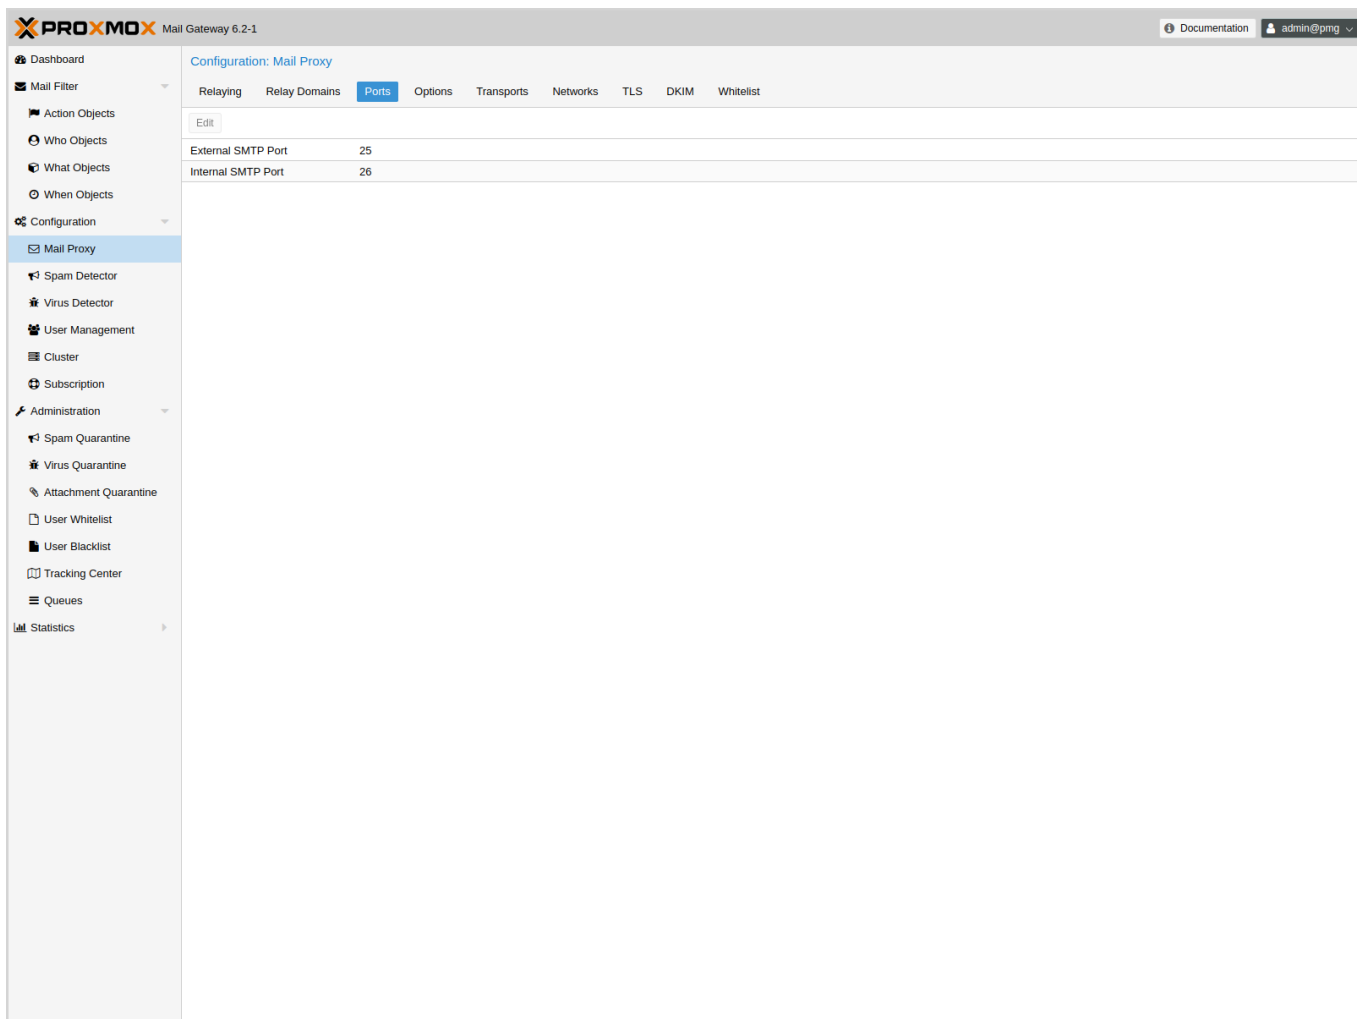 PROXMOX Mail Gateway 6.2-1
Documentation
admin@pmg
Dashboard
Mail Filter
Action Objects
Who Objects
What Objects
When Objects
Configuration
Mail Proxy
Spam Detector
Virus Detector
User Management
Cluster
Subscription
Administration
Spam Quarantine
Virus Quarantine
Attachment Quarantine
User Whitelist
User Blacklist
Tracking Center
Queues
Statistics
Configuration: Mail Proxy
Relaying Relay Domains Ports Options Transports Networks TLS DKIM Whitelist
Edit
External SMTP Port 25
Internal SMTP Port 26